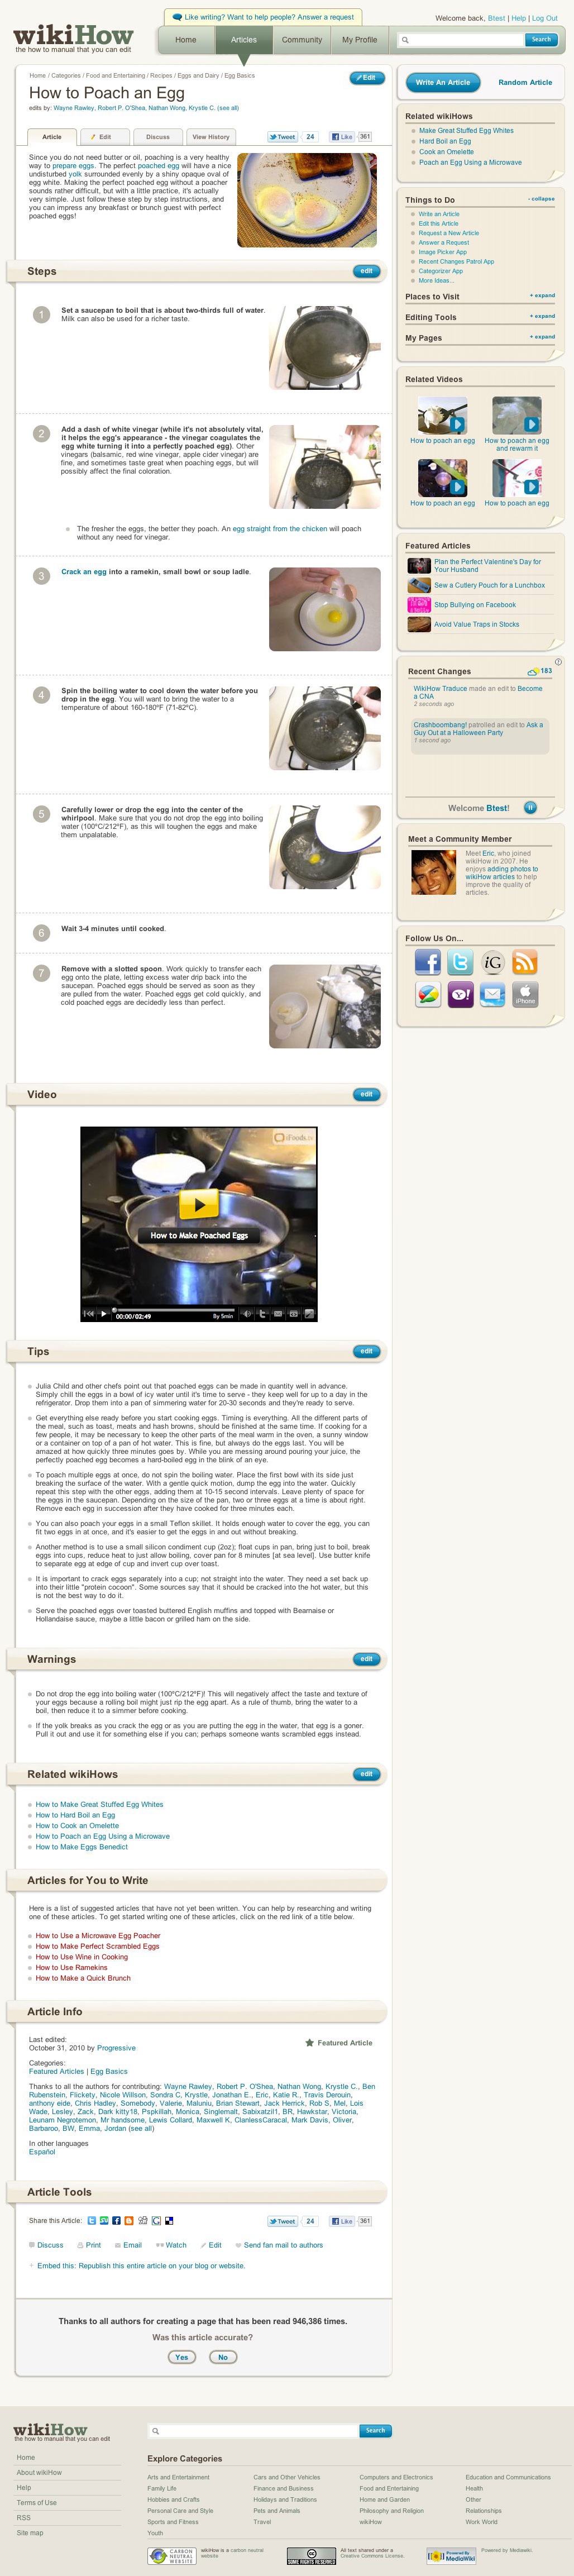 Like writing? Want to help people? Answer a request
Welcome back, Btest | Help | Log Out
wikiHow
the how to manual that you can edit
Home
Articles
Community
My Profile
Search
Home / Categories / Food and Entertaining / Recipes / Eggs and Dairy / Egg Basics
Edit
How to Poach an Egg
edits by: Wayne Rawley, Robert P. O'Shea, Nathan Wong, Krystle C. (see all)
Article
Edit
Discuss
View History
Tweet
24
Like
361
Since you do not need butter or oil, poaching is a very healthy
way to prepare eggs. The perfect poached egg will have a nice
undisturbed yolk surrounded evenly by a shiny opaque oval of
egg white. Making the perfect poached egg without a poacher
sounds rather difficult, but with a little practice, it's actually
very simple. Just follow these step by step instructions, and
you can impress any breakfast or brunch guest with perfect
poached eggs!
Steps
edit
1
Set a saucepan to boil that is about two-thirds full of water.
Milk can also be used for a richer taste.
2
Add a dash of white vinegar (while it's not absolutely vital,
it helps the egg's appearance - the vinegar coagulates the
egg white turning it into a perfectly poached egg). Other
vinegars (balsamic, red wine vinegar, apple cider vinegar) are
fine, and sometimes taste great when poaching eggs, but will
possibly affect the final coloration.
The fresher the eggs, the better they poach. An egg straight from the chicken will poach
without any need for vinegar.
3
Crack an egg into a ramekin, small bowl or soup ladle.
4
Spin the boiling water to cool down the water before you
drop in the egg. You will want to bring the water to a
temperature of about 160-180ºF (71-82ºC).
5
Carefully lower or drop the egg into the center of the
whirlpool. Make sure that you do not drop the egg into boiling
water (100ºC/212ºF), as this will toughen the eggs and make
them unpalatable.
6
Wait 3-4 minutes until cooked.
7
Remove with a slotted spoon. Work quickly to transfer each
egg onto the plate, letting excess water drip back into the
saucepan. Poached eggs should be served as soon as they
are pulled from the water. Poached eggs get cold quickly, and
cold poached eggs are decidedly less than perfect.
Video
edit
iFoods
How to Make Poached Eggs
00:00/02:49
By 5min
Tips
edit
Julia Child and other chefs point out that poached eggs can be made in quantity well in advance.
Simply chill the eggs in a bowl of icy water until it's time to serve - they keep well for up to a day in the
refrigerator. Drop them into a pan of simmering water for 20-30 seconds and they're ready to serve.
Get everything else ready before you start cooking eggs. Timing is everything. All the different parts of
the meal, such as toast, meats and hash browns, should be finished at the same time. If cooking for a
few people, it may be necessary to keep the other parts of the meal warm in the oven, a sunny window
or a container on top of a pan of hot water. This is fine, but always do the eggs last. You will be
amazed at how quickly three minutes goes by. While you are messing around pouring your juice, the
perfectly poached egg becomes a hard-boiled egg in the blink of an eye.
To poach multiple eggs at once, do not spin the boiling water. Place the first bowl with its side just
breaking the surface of the water. With a gentle quick motion, dump the egg into the water. Quickly
repeat this step with the other eggs, adding them at 10-15 second intervals. Leave plenty of space for
the eggs in the saucepan. Depending on the size of the pan, two or three eggs at a time is about right.
Remove each egg in succession after they have cooked for three minutes each.
You can also poach your eggs in a small Teflon skillet. It holds enough water to cover the egg, you can
fit two eggs in at once, and it's easier to get the eggs in and out without breaking.
Another method is to use a small silicon condiment cup (2oz); float cups in pan, bring just to boil, break
eggs into cups, reduce heat to just allow boiling, cover pan for 8 minutes [at sea level]. Use butter knife
to separate egg at edge of cup and invert cup over toast.
It is important to crack eggs separately into a cup; not straight into the water. They need a set back up
into their little "protein cocoon". Some sources say that it should be cracked into the hot water, but this
is not the best way to do it.
Serve the poached eggs over toasted buttered English muffins and topped with Bearnaise or
Hollandaise sauce, maybe a little bacon or grilled ham on the side.
Warnings
edit
Do not drop the egg into boiling water (100ºC/212ºF)! This will negatively affect the taste and texture of
your eggs because a rolling boil might just rip the egg apart. As a rule of thumb, bring the water to a
boil, then reduce it to a simmer before cooking.
If the yolk breaks as you crack the egg or as you are putting the egg in the water, that egg is a goner.
Pull it out and use it for something else if you can; perhaps someone wants scrambled eggs instead.
Related wikiHows
edit
How to Make Great Stuffed Egg Whites
How to Hard Boil an Egg
How to Cook an Omelette
How to Poach an Egg Using a Microwave
How to Make Eggs Benedict
Articles for You to Write
Here is a list of suggested articles that have not yet been written. You can help by researching and writing
one of these articles. To get started writing one of these articles, click on the red link of a title below.
How to Use a Microwave Egg Poacher
How to Make Perfect Scrambled Eggs
How to Use Wine in Cooking
How to Use Ramekins
How to Make a Quick Brunch
Article Info
Last edited:
October 31, 2010 by Progressive
Featured Article
Categories:
Featured Articles | Egg Basics
Thanks to all the authors for contributing: Wayne Rawley, Robert P. O'Shea, Nathan Wong, Krystle C., Ben
Rubenstein, Flickety, Nicole Willson, Sondra C, Krystle, Jonathan E., Eric, Katie R., Travis Derouin,
anthony eide, Chris Hadley, Somebody, Valerie, Maluniu, Brian Stewart, Jack Herrick, Rob S, Mel, Lois
Wade, Lesley, Zack, Dark kitty18, Pspkillah, Monica, Singlemalt, Sabixatzil1, BR, Hawkstar, Victoria,
Leunam Negrotemon, Mr handsome, Lewis Collard, Maxwell K, ClanlessCaracal, Mark Davis, Oliver,
Barbaroo, BW, Emma, Jordan (see all)
In other languages
Español
Article Tools
Share this Article:
Tweet
24
Like
361
Discuss
Print
Email
Watch
Edit
Send fan mail to authors
Embed this: Republish this entire article on your blog or website.
Thanks to all authors for creating a page that has been read 946,386 times.
Was this article accurate?
Yes
No
Write An Article
Random Article
Related wikiHows
Make Great Stuffed Egg Whites
Hard Boil an Egg
Cook an Omelette
Poach an Egg Using a Microwave
Things to Do
- collapse
Write an Article
Edit this Article
Request a New Article
Answer a Request
Image Picker App
Recent Changes Patrol App
Categorizer App
More Ideas...
Places to Visit
+ expand
Editing Tools
+ expand
My Pages
+ expand
Related Videos
How to poach an egg
How to poach an egg
and rewarm it
How to poach an egg
How to poach an egg
Featured Articles
Plan the Perfect Valentine's Day for
Your Husband
Sew a Cutlery Pouch for a Lunchbox
Stop Bullying on Facebook
Avoid Value Traps in Stocks
Recent Changes
183
WikiHow Traduce made an edit to Become
a CNA
2 seconds ago
Crashboombang! patrolled an edit to Ask a
Guy Out at a Halloween Party
1 second ago
Welcome Btest!
Meet a Community Member
Meet Eric, who joined
wikiHow in 2007. He
enjoys adding photos to
wikiHow articles to help
improve the quality of
articles.
Follow Us On...
iG
Y!
iPhone
wikiHow
the how to manual that you can edit
Search
Home
About wikiHow
Help
Terms of Use
RSS
Site map
Explore Categories
Arts and Entertainment
Family Life
Hobbies and Crafts
Personal Care and Style
Sports and Fitness
Youth
Cars and Other Vehicles
Finance and Business
Holidays and Traditions
Pets and Animals
Travel
Computers and Electronics
Food and Entertaining
Home and Garden
Philosophy and Religion
wikiHow
Education and Communications
Health
Other
Relationships
Work World
CARBON
NEUTRAL
WEBSITE
wikiHow is a carbon neutral
website
SOME RIGHTS RESERVED
All text shared under a
Creative Commons License.
Powered By
MediaWiki
Powered by Mediawiki.